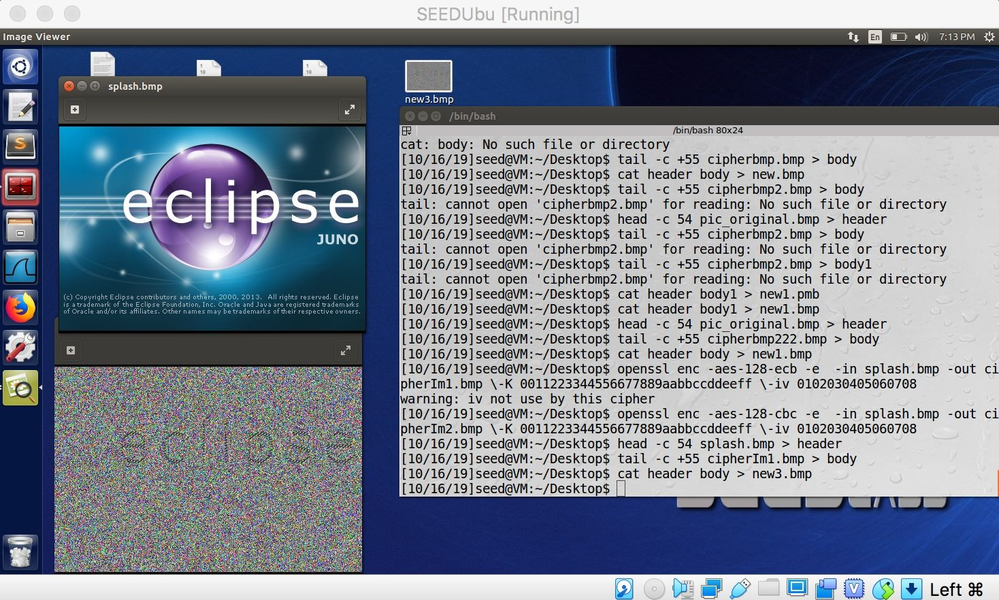 SEEDUbu [Running]
Image Viewer
En
7:13 PM
1
10
1
10
splash.bmp
new3.bmp
eclipse
JUNO
(c) Copyright Eclipse contributors and others, 2000, 2013. All rights reserved. Eclipse
is a trademark of the Eclipse Foundation, Inc. Oracle and Java are registered trademarks
of Oracle and/or its affiliates. Other names may be trademarks of their respective owners.
eclipse
/bin/bash
/bin/bash 80x24
cat: body: No such file or directory
[10/16/19]seed@VM:~/Desktop$ tail -c +55 cipherbmp.bmp > body
[10/16/19]seed@VM:~/Desktop$ cat header body > new.bmp
[10/16/19]seed@VM:~/Desktop$ tail -c +55 cipherbmp2.bmp > body
tail: cannot open 'cipherbmp2.bmp' for reading: No such file or directory
[10/16/19]seed@VM:~/Desktop$ head -c 54 pic_original.bmp > header
[10/16/19]seed@VM:~/Desktop$ tail -c +55 cipherbmp2.bmp > body
tail: cannot open 'cipherbmp2.bmp' for reading: No such file or directory
[10/16/19]seed@VM:~/Desktop$ tail -c +55 cipherbmp2.bmp > body1
tail: cannot open 'cipherbmp2.bmp' for reading: No such file or directory
[10/16/19]seed@VM:~/Desktop$ cat header body1 > new1.pmb
[10/16/19]seed@VM:~/Desktop$ cat header body1 > new1.bmp
[10/16/19]seed@VM:~/Desktop$ head -c 54 pic_original.bmp > header
[10/16/19]seed@VM:~/Desktop$ tail -c +55 cipherbmp222.bmp > body
[10/16/19]seed@VM:~/Desktop$ cat header body > new1.bmp
[10/16/19]seed@VM:~/Desktop$ openssl enc -aes-128-ecb -e  -in splash.bmp -out ci
pherIm1.bmp \-K 00112233445566778889aabbccddeeff \-iv 0102030405060708
warning: iv not use by this cipher
[10/16/19]seed@VM:~/Desktop$ openssl enc -aes-128-cbc -e  -in splash.bmp -out ci
pherIm2.bmp \-K 00112233445566778889aabbccddeeff \-iv 0102030405060708
[10/16/19]seed@VM:~/Desktop$ head -c 54 splash.bmp > header
[10/16/19]seed@VM:~/Desktop$ tail -c +55 cipherIm1.bmp > body
[10/16/19]seed@VM:~/Desktop$ cat header body > new3.bmp
[10/16/19]seed@VM:~/Desktop$
Left ⌘